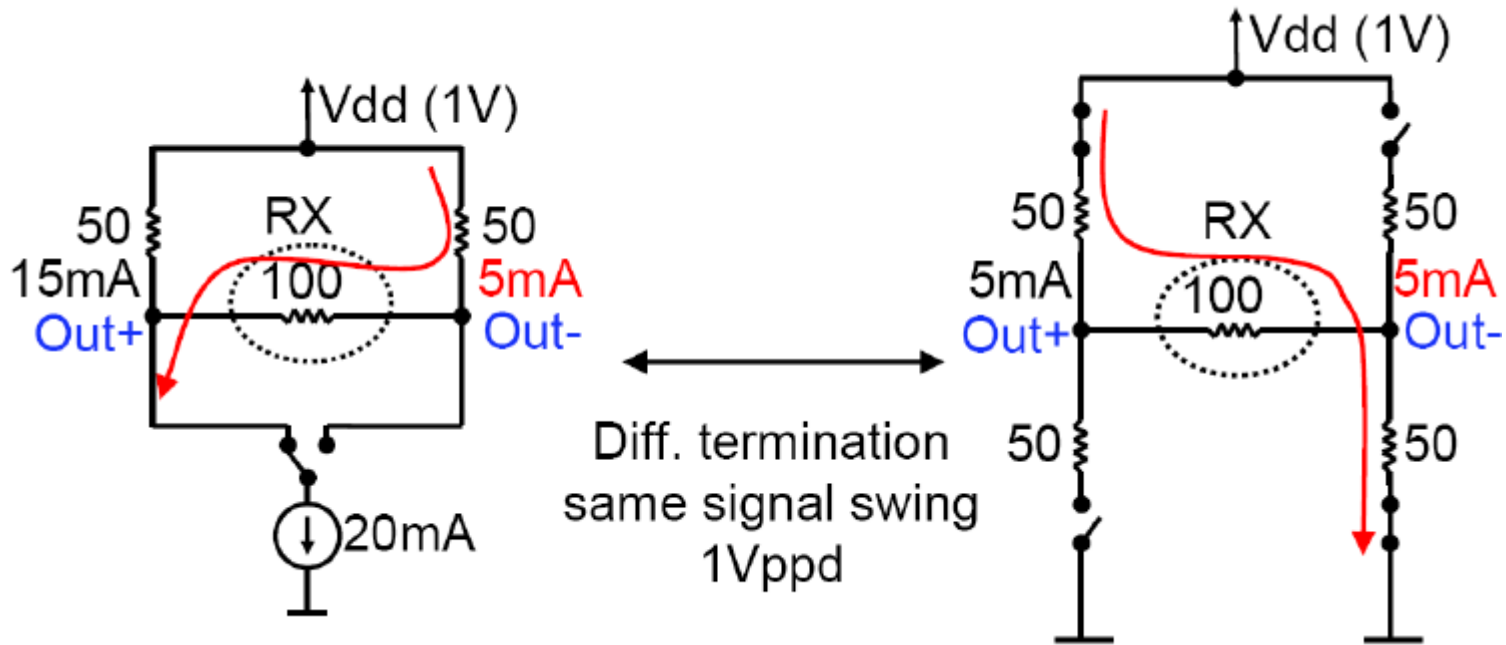 Vdd (1V)
50
RX
50
15mA
100
5mA
Out+
Out-
20mA
Diff. termination
same signal swing
1Vppd
Vdd (1V)
50
RX
50
5mA
100
5mA
Out+
Out-
50
50